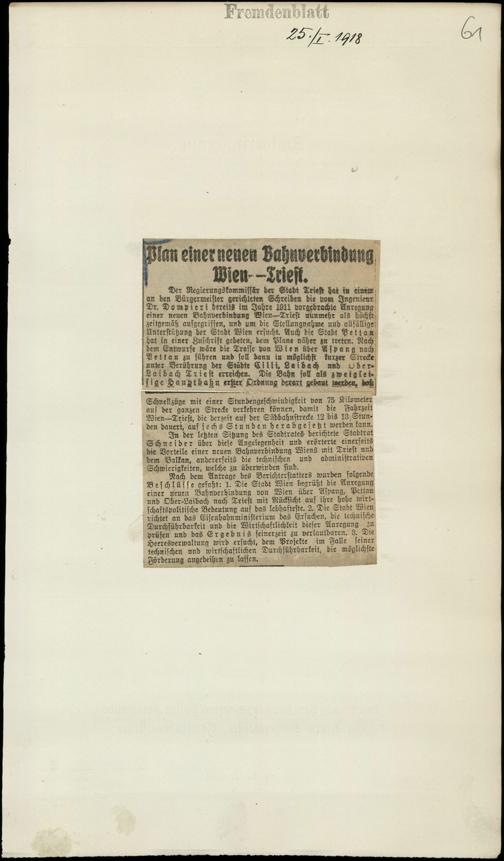 Fremdenblatt
25./I. 1918
61
Plan einer neuen Bahnverbindung
Wien--Triest.
Der Regierungskommissär der Stadt Triest hat in einem
an den Bürgermeister gerichteten Schreiben die vom Ingenieur
Dr. Dompieri bereits im Jahre 1911 vorgebrachte Anregung
einer neuen Bahnverbindung Wien—Triest nunmehr als höchst
zeitgemäß aufgegriffen, und um die Stellungnahme und allfällige
Unterstützung der Stadt Wien ersucht. Auch die Stadt Pettau
hat in einer Zuschrift gebeten, dem Plane näher zu treten. Nach
dem Entwurfe wäre die Trasse von Wien über Aspang nach
Pettau zu führen und soll dann in möglichst kurzer Strecke
unter Berührung der Städte Cilli, Laibach und Ober-
Laibach Triest erreichen. Die Bahn soll als zweiglei-
sige Hauptbahn erster Ordnung derart gebaut werden, daß
Schnellzüge mit einer Stundengeschwindigkeit von 75 Kilometer
auf der ganzen Strecke verkehren können, damit die Fahrzeit
Wien—Triest, die derzeit auf der Südbahnstrecke 12 bis 13 Stun-
den dauert, auf sechs Stunden herabgesetzt werden kann.
In der letzten Sitzung des Stadtrates berichtete Stadtrat
Schneider über diese Angelegenheit und erörterte einerseits
die Vorteile einer neuen Bahnverbindung Wiens mit Triest und
dem Balkan, andererseits die technischen und administrativen
Schwierigkeiten, welche zu überwinden sind.
Nach dem Antrage des Berichterstatters wurden folgende
Beschlüsse gefaßt: 1. Die Stadt Wien begrüßt die Anregung
einer neuen Bahnverbindung von Wien über Aspang, Pettau
und Ober-Laibach nach Triest mit Rücksicht auf ihre hohe wirt-
schaftspolitische Bedeutung auf das lebhafteste. 2. Die Stadt Wien
richtet an das Eisenbahnministerium das Ersuchen, die technische
Durchführbarkeit und die Wirtschaftlichkeit dieser Anregung zu
prüfen und das Ergebnis seinerzeit zu verlautbaren. 3. Die
Heeresverwaltung wird ersucht, dem Projekte im Falle seiner
technischen und wirtschaftlichen Durchführbarkeit, die möglichste
Förderung angedeihen zu lassen.